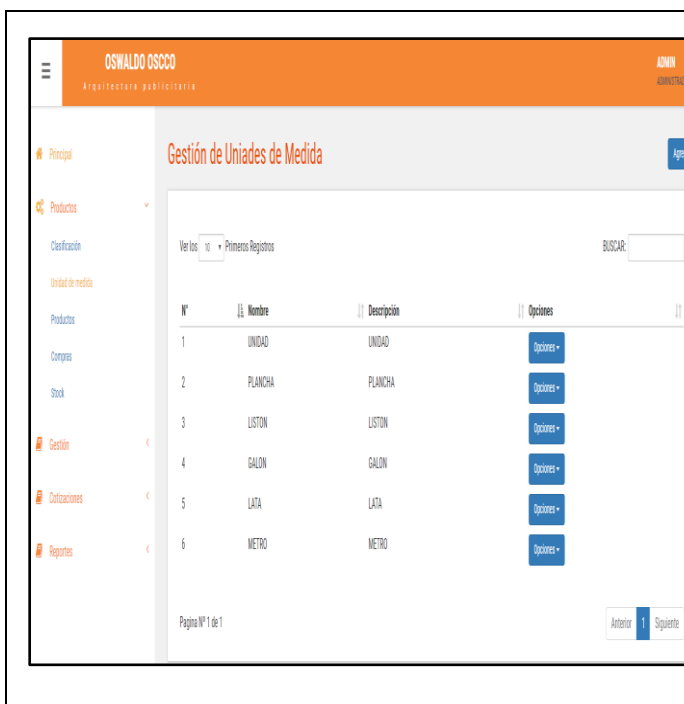 OSWALDO OSCCO
Arquitectura publicitaria
ADMIN
Principal
Gestión de Uniades de Medida
Productos
Clasificación
Ver los 10 Primeros Registros
BUSCAR:
Unidad de medida
Productos
Compras
Stock
Gestión
Cotizaciones
Reportes
N° Nombre Descripción Opciones
1 UNIDAD UNIDAD Opciones
2 PLANCHA PLANCHA Opciones
3 LISTON LISTON Opciones
4 GALON GALON Opciones
5 LATA LATA Opciones
6 METRO METRO Opciones
Pagina Nº 1 de 1
Anterior 1 Siguiente